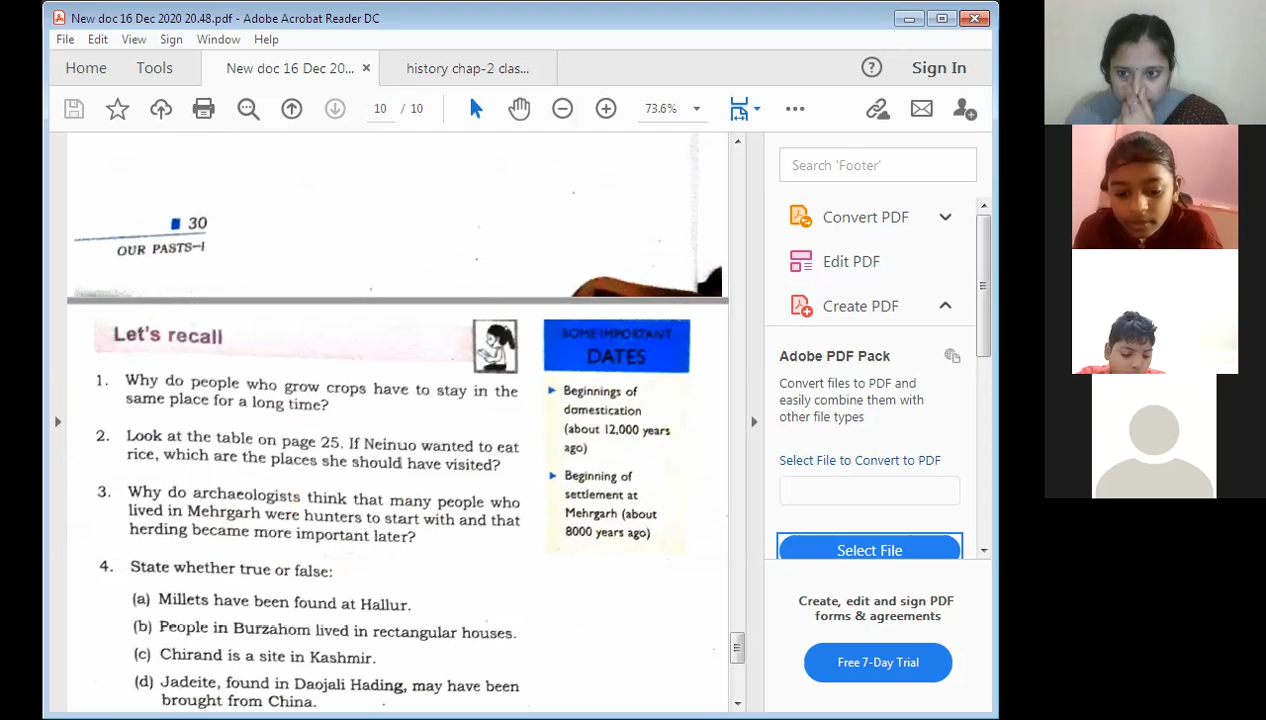 New doc 16 Dec 2020 20.48.pdf - Adobe Acrobat Reader DC
File Edit View Sign Window Help
Home Tools New doc 16 Dec 20... × history chap-2 clas... Sign In
10 / 10 73.6%
30
OUR PASTS–I
Let's recall
1. Why do people who grow crops have to stay in the
same place for a long time?
2. Look at the table on page 25. If Neinuo wanted to eat
rice, which are the places she should have visited?
3. Why do archaeologists think that many people who
lived in Mehrgarh were hunters to start with and that
herding became more important later?
4. State whether true or false:
(a) Millets have been found at Hallur.
(b) People in Burzahom lived in rectangular houses.
(c) Chirand is a site in Kashmir.
(d) Jadeite, found in Daojali Hading, may have been
brought from China.
SOME IMPORTANT
DATES
Beginnings of
domestication
(about 12,000 years
ago)
Beginning of
settlement at
Mehrgarh (about
8000 years ago)
Search 'Footer'
Convert PDF
Edit PDF
Create PDF
Adobe PDF Pack
Convert files to PDF and
easily combine them with
other file types
Select File to Convert to PDF
Select File
Create, edit and sign PDF
forms & agreements
Free 7-Day Trial